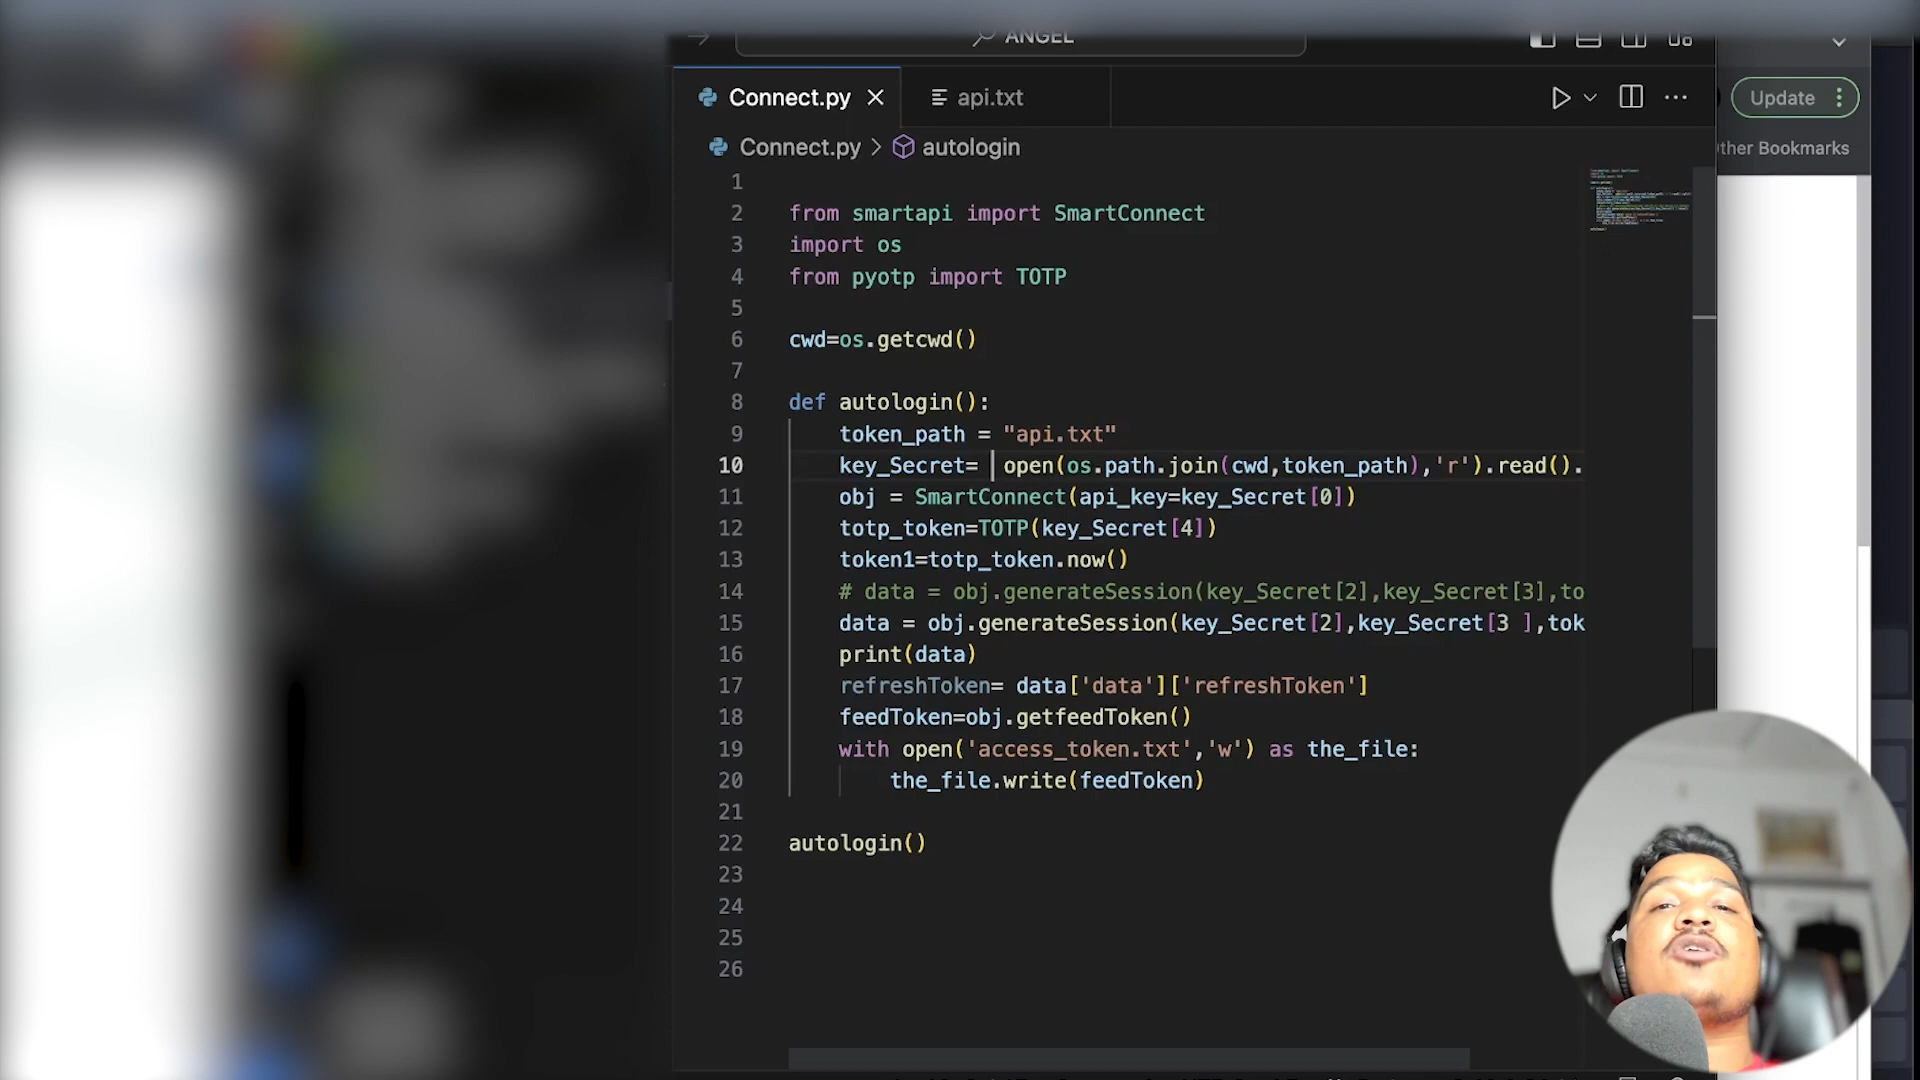 ANGEL
Connect.py
api.txt
Update
Connect.py > autologin
ther Bookmarks
1
2 from smartapi import SmartConnect
3 import os
4 from pyotp import TOTP
5
6 cwd=os.getcwd()
7
8 def autologin():
9 token_path = "api.txt"
10 key_Secret= open(os.path.join(cwd,token_path),'r').read().
11 obj = SmartConnect(api_key=key_Secret[0])
12 totp_token=TOTP(key_Secret[4])
13 token1=totp_token.now()
14 # data = obj.generateSession(key_Secret[2],key_Secret[3],to
15 data = obj.generateSession(key_Secret[2],key_Secret[3 ],tok
16 print(data)
17 refreshToken= data['data']['refreshToken']
18 feedToken=obj.getfeedToken()
19 with open('access_token.txt','w') as the_file:
20 the_file.write(feedToken)
21
22 autologin()
23
24
25
26